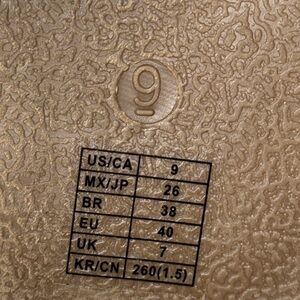 9
US/CA 9
MX/JP 26
BR 38
EU 40
UK 7
KR/CN 260(1.5)